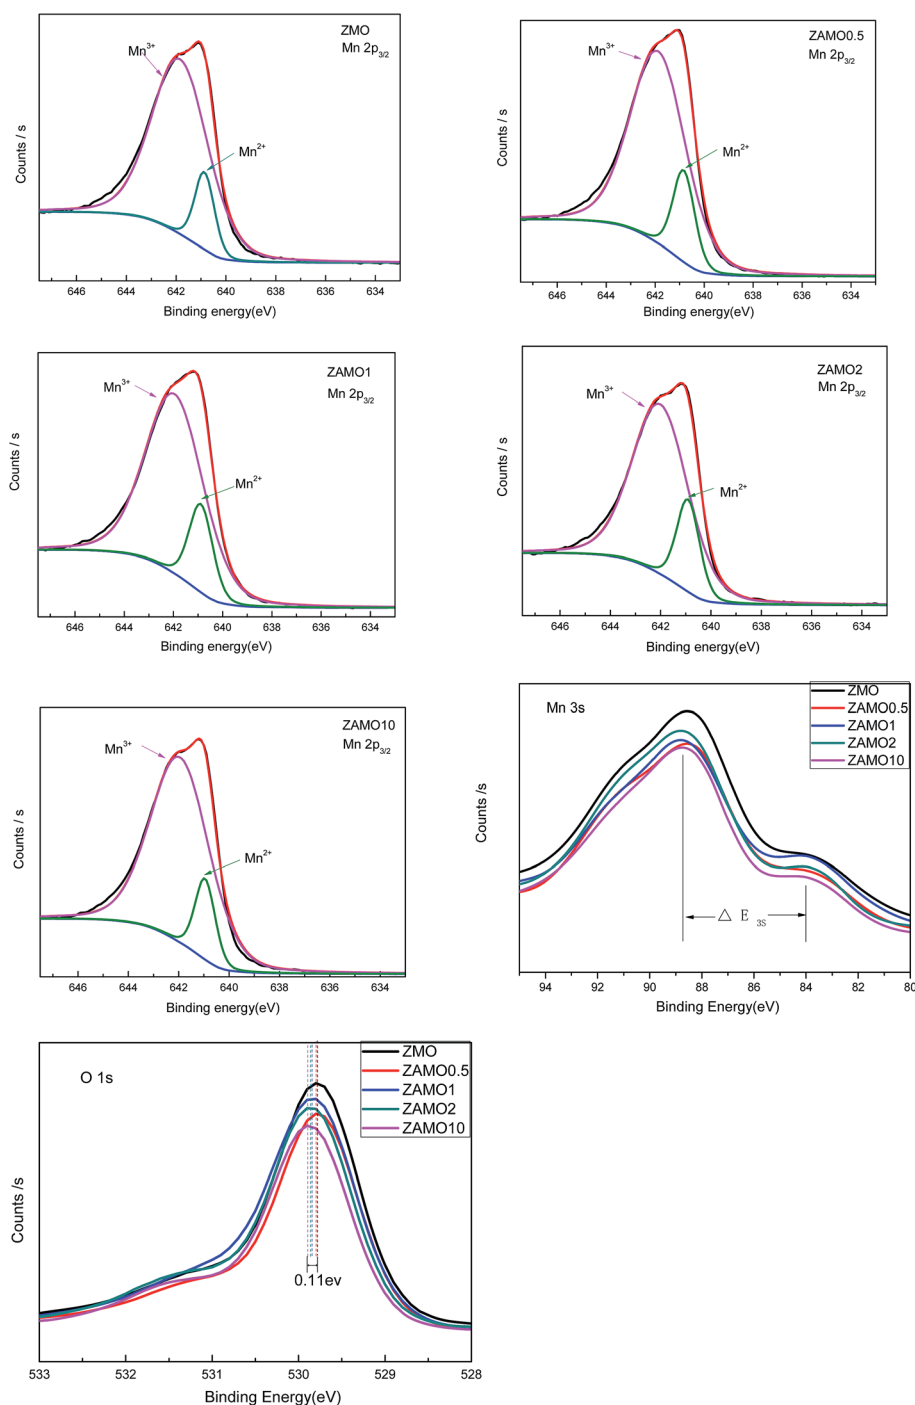 ZMO
Mn 2p3/2
Mn3+
Mn2+
Counts / s
646 644 642 640 638 636 634
Binding energy(eV)
ZAMO0.5
Mn 2p3/2
Mn3+
Mn2+
Counts / s
646 644 642 640 638 636 634
Binding energy(eV)
ZAMO1
Mn 2p3/2
Mn3+
Mn2+
Counts / s
646 644 642 640 638 636 634
Binding energy(eV)
ZAMO2
Mn 2p3/2
Mn3+
Mn2+
Counts / s
646 644 642 640 638 636 634
Binding energy(eV)
ZAMO10
Mn 2p3/2
Mn3+
Mn2+
Counts / s
646 644 642 640 638 636 634
Binding energy(eV)
Mn 3s
ZMO
ZAMO0.5
ZAMO1
ZAMO2
ZAMO10
△ E 3S
Counts /s
94 92 90 88 86 84 82 80
Binding Energy(eV)
O 1s
ZMO
ZAMO0.5
ZAMO1
ZAMO2
ZAMO10
0.11ev
Counts /s
533 532 531 530 529 528
Binding Energy(eV)